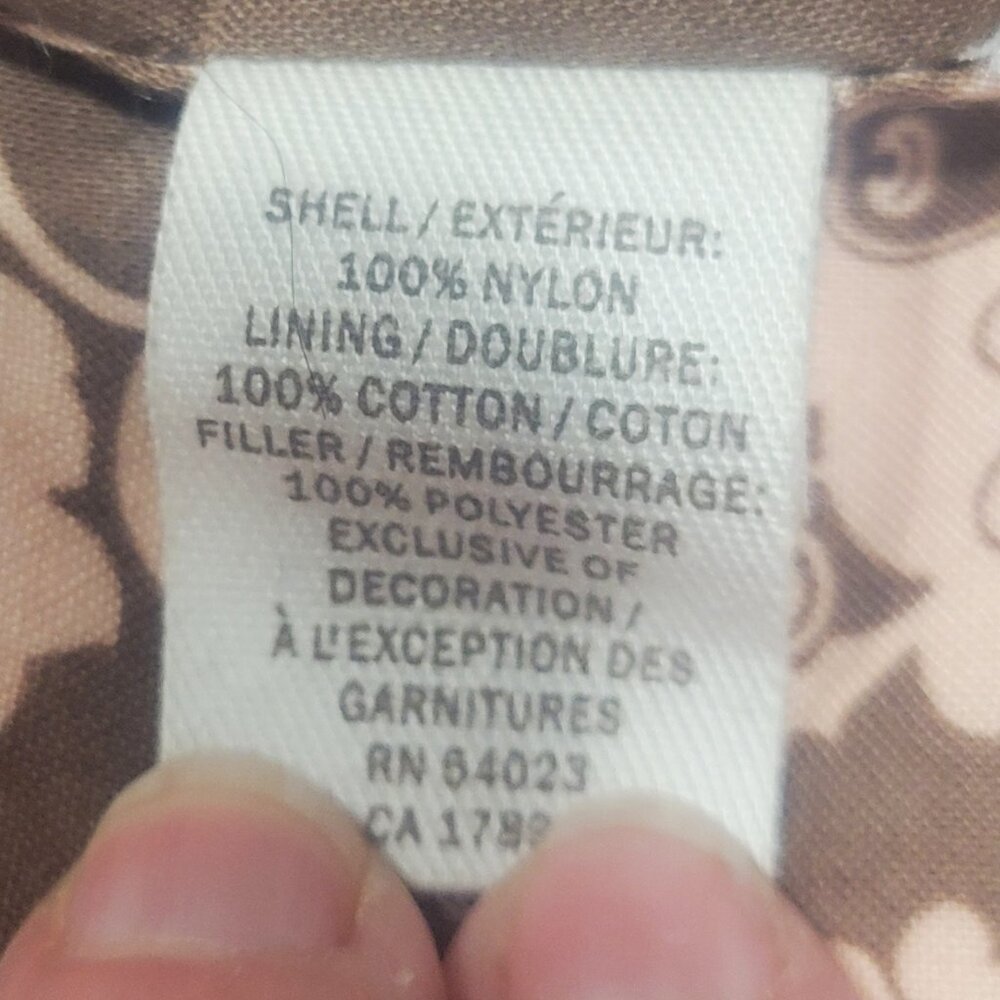 SHELL / EXTÉRIEUR:
100% NYLON
LINING / DOUBLURE:
100% COTTON / COTON
FILLER / REMBOURRAGE:
100% POLYESTER
EXCLUSIVE OF
DECORATION /
À L'EXCEPTION DES
GARNITURES
RN 64023
CA